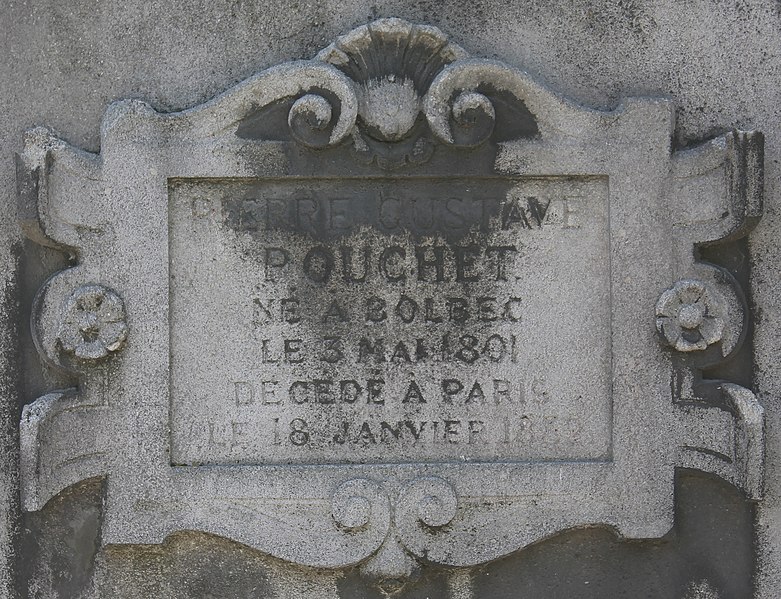 PIERRE GUSTAVE
POUCHET
NÉ A BOLBEC
LE 3 MAI 1801
DÉCÉDÉ À PARIS
LE 18 JANVIER